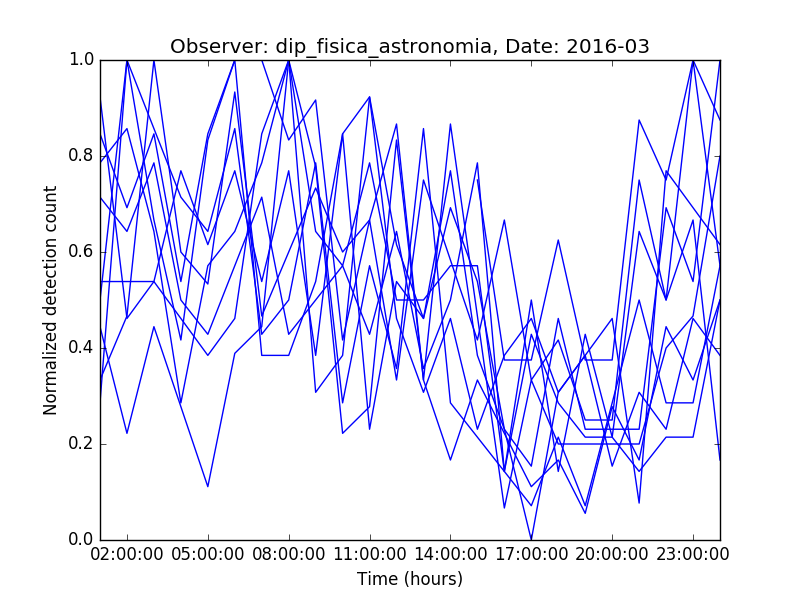 Observer: dip_fisica_astronomia, Date: 2016-03
Normalized detection count
1.0
0.8
0.6
0.4
0.2
0.0
02:00:00 05:00:00 08:00:00 11:00:00 14:00:00 17:00:00 20:00:00 23:00:00
Time (hours)